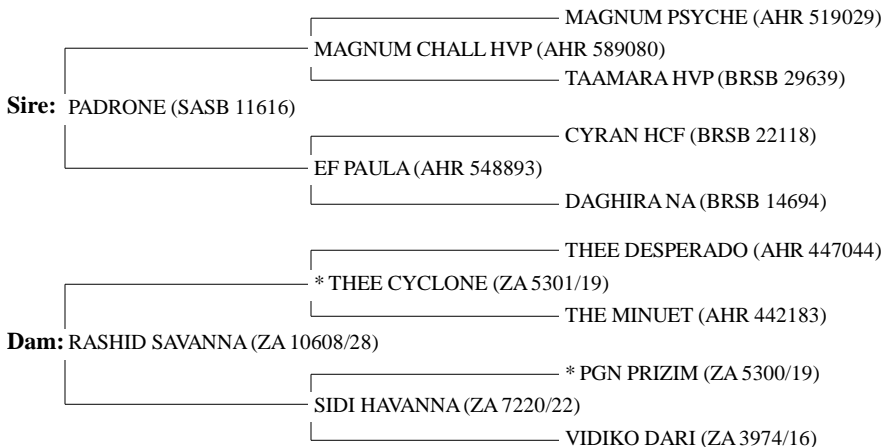 MAGNUM PSYCHE (AHR 519029)
MAGNUM CHALL HVP (AHR 589080)
TAAMARA HVP (BRSB 29639)
Sire: PADRONE (SASB 11616)
CYRAN HCF (BRSB 22118)
EF PAULA (AHR 548893)
DAGHIRA NA (BRSB 14694)
THEE DESPERADO (AHR 447044)
* THEE CYCLONE (ZA 5301/19)
THE MINUET (AHR 442183)
Dam: RASHID SAVANNA (ZA 10608/28)
* PGN PRIZIM (ZA 5300/19)
SIDI HAVANNA (ZA 7220/22)
VIDIKO DARI (ZA 3974/16)